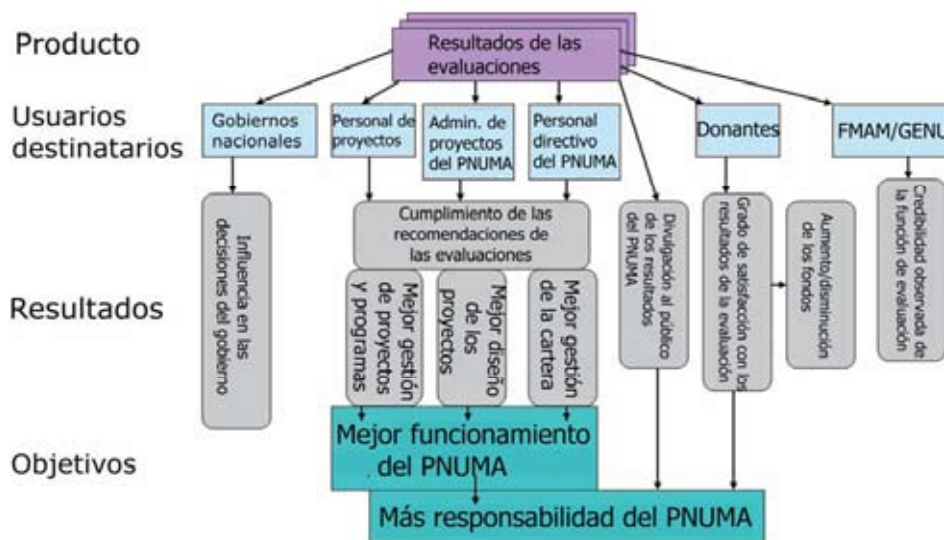 Producto
Resultados de las
evaluaciones
Usuarios
destinatarios
Gobiernos
nacionales
Personal de
proyectos
Admin. de
proyectos del
PNUMA
Personal
directivo
del PNUMA
Donantes
FMAM/GENU
Resultados
Influencia en las
decisiones del gobierno
Cumplimiento de las
recomendaciones de
las evaluaciones
Mejor gestión
de proyectos
y programas
Mejor diseño
de los
proyectos
Mejor gestión
de la cartera
Divulgación al público
de los resultados
del PNUMA
Grado de satisfacción con los
resultados de la evaluación
Aumento/disminución
de los fondos
Credibilidad observada de
la función de evaluación
Objetivos
Mejor funcionamiento
del PNUMA
Más responsabilidad del PNUMA